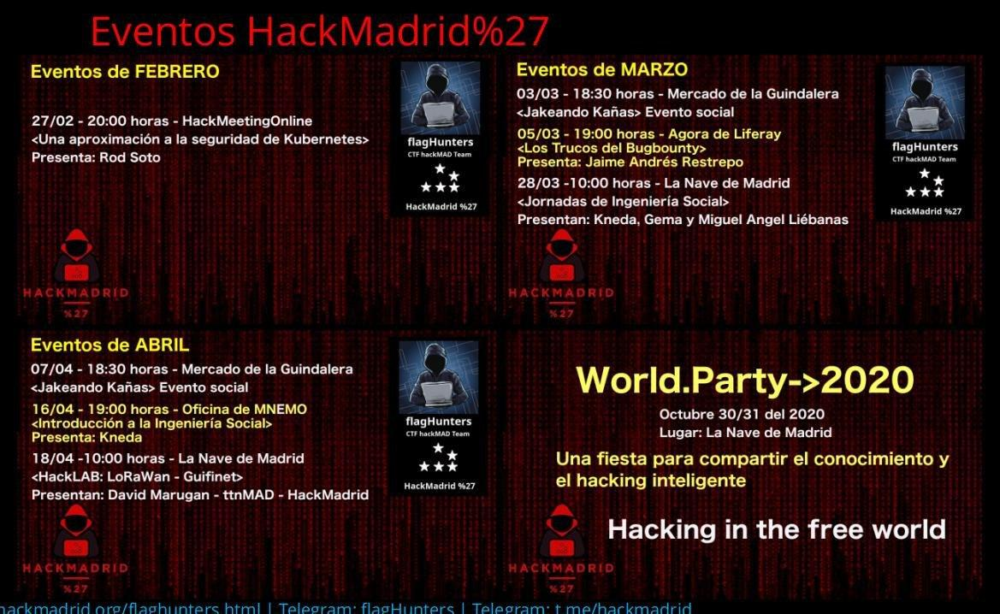 Eventos HackMadrid%27
Eventos de FEBRERO
27/02 - 20:00 horas - HackMeetingOnline
<Una aproximación a la seguridad de Kubernetes>
Presenta: Rod Soto
flagHunters
CTF hackMAD Team
HackMadrid %27
HACKMADRID
%27
Eventos de MARZO
03/03 - 18:30 horas - Mercado de la Guindalera
<Jakeando Kañas> Evento social
05/03 - 19:00 horas - Agora de Liferay
<Los Trucos del Bugbounty>
Presenta: Jaime Andrés Restrepo
28/03 -10:00 horas - La Nave de Madrid
<Jornadas de Ingeniería Social>
Presentan: Kneda, Gema y Miguel Angel Liébanas
flagHunters
CTF hackMAD Team
HackMadrid %27
HACKMADRID
%27
Eventos de ABRIL
07/04 - 18:30 horas - Mercado de la Guindalera
<Jakeando Kañas> Evento social
16/04 - 19:00 horas - Oficina de MNEMO
<Introducción a la Ingeniería Social>
Presenta: Kneda
18/04 -10:00 horas - La Nave de Madrid
<HackLAB: LoRaWan - Guifinet>
Presentan: David Marugan - ttnMAD - HackMadrid
flagHunters
CTF hackMAD Team
HackMadrid %27
HACKMADRID
%27
World.Party->2020
Octubre 30/31 del 2020
Lugar: La Nave de Madrid
Una fiesta para compartir el conocimiento y
el hacking inteligente
Hacking in the free world
HACKMADRID
%27
hackmadrid.org/flaghunters.html | Telegram: flagHunters | Telegram: t.me/hackmadrid